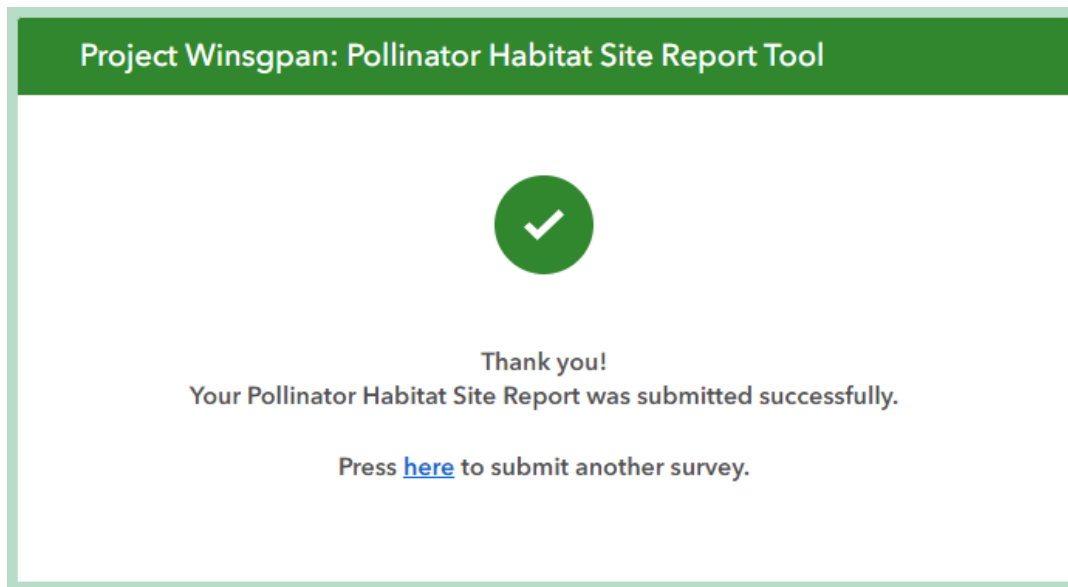 Project Winsgpan: Pollinator Habitat Site Report Tool
Thank you!
Your Pollinator Habitat Site Report was submitted successfully.
Press here to submit another survey.